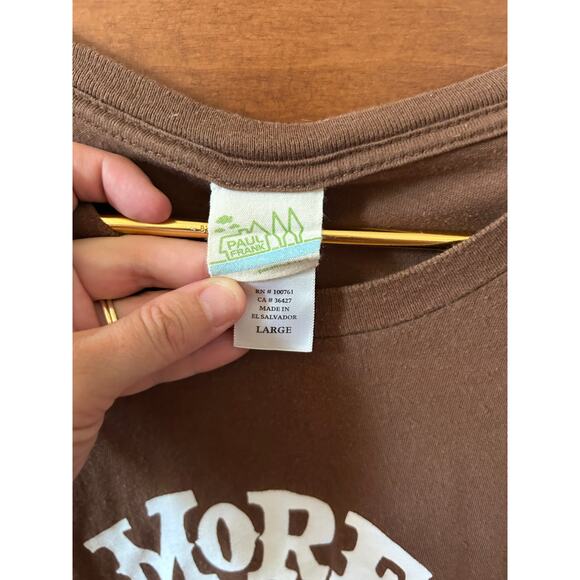 PAUL
FRANK
RN # 100761
CA # 36427
MADE IN
EL SALVADOR
LARGE
MORE